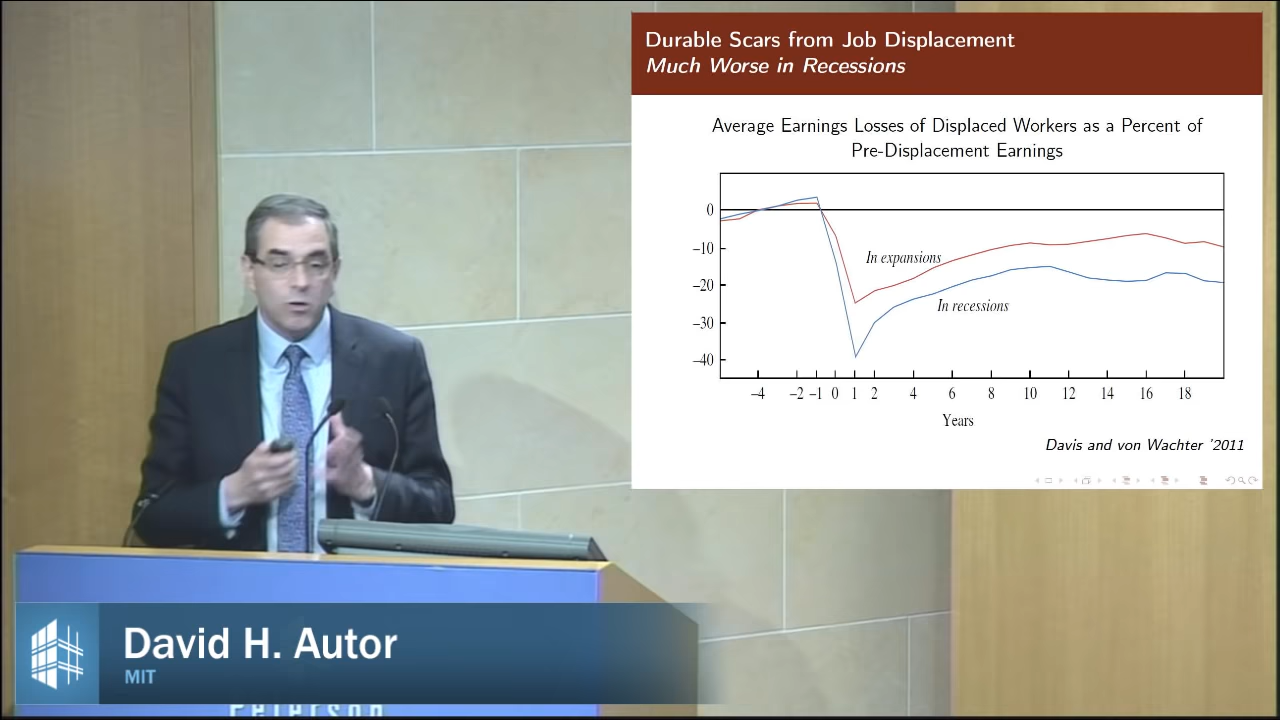 Durable Scars from Job Displacement
Much Worse in Recessions
Average Earnings Losses of Displaced Workers as a Percent of
Pre-Displacement Earnings
0
In expansions
−10
−20
In recessions
−30
−40
−4 −2 −1 0 1 2 4 6 8 10 12 14 16 18
Years
Davis and von Wachter '2011
David H. Autor
MIT
Peterson